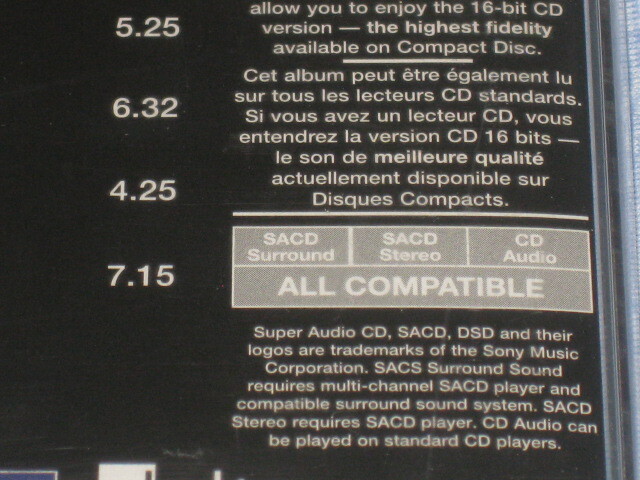 5.25
6.32
4.25
7.15
allow you to enjoy the 16-bit CD
version — the highest fidelity
available on Compact Disc.
Cet album peut être également lu
sur tous les lecteurs CD standards.
Si vous avez un lecteur CD, vous
entendrez la version CD 16 bits —
le son de meilleure qualité
actuellement disponible sur
Disques Compacts.
SACD Surround
SACD Stereo
CD Audio
ALL COMPATIBLE
Super Audio CD, SACD, DSD and their
logos are trademarks of the Sony Music
Corporation. SACS Surround Sound
requires multi-channel SACD player and
compatible surround sound system. SACD
Stereo requires SACD player. CD Audio can
be played on standard CD players.